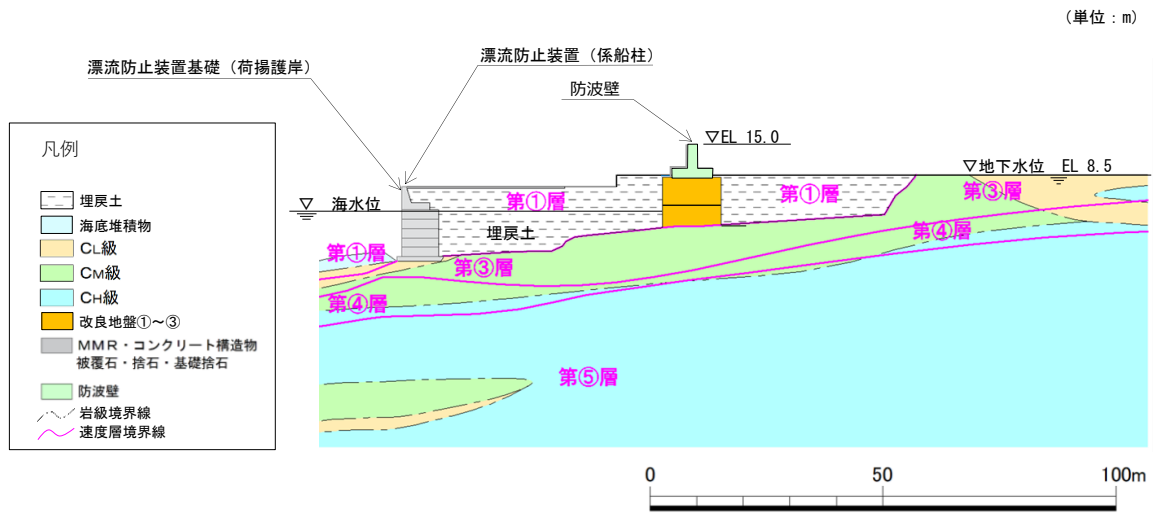 (単位：m)
漂流防止装置（係船柱）
漂流防止装置基礎（荷揚護岸）
防波壁
▽EL 15.0
▽地下水位 EL 8.5
▽ 海水位
第①層
第①層
第③層
第④層
埋戻土
第①層
第③層
第④層
第⑤層
凡例
埋戻土
海底堆積物
CL級
CM級
CH級
改良地盤①～③
MMR・コンクリート構造物
被覆石・捨石・基礎捨石
防波壁
岩級境界線
速度層境界線
0 50 100m